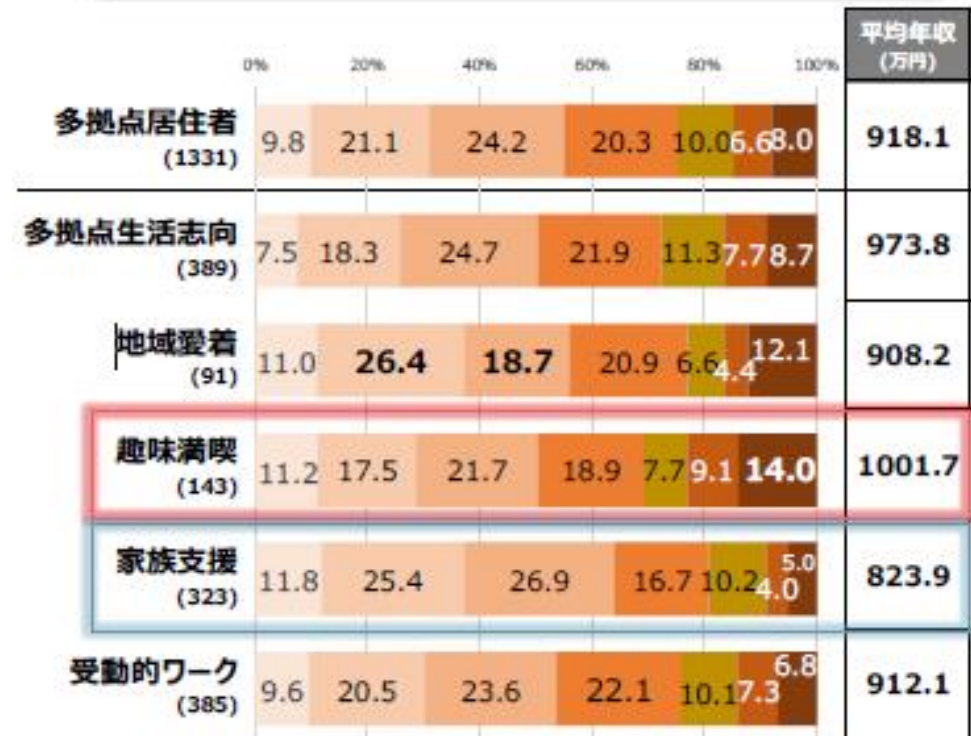 平均年収
(万円)
0% 20% 40% 60% 80% 100%
多拠点居住者
(1331)
9.8 21.1 24.2 20.3 10.0 6.6 8.0 918.1
多拠点生活志向
(389)
7.5 18.3 24.7 21.9 11.3 7.7 8.7 973.8
地域愛着
(91)
11.0 26.4 18.7 20.9 6.6 4.4 12.1 908.2
趣味満喫
(143)
11.2 17.5 21.7 18.9 7.7 9.1 14.0 1001.7
家族支援
(323)
11.8 25.4 26.9 16.7 10.2 4.0 5.0 823.9
受動的ワーク
(385)
9.6 20.5 23.6 22.1 10.1 7.3 6.8 912.1